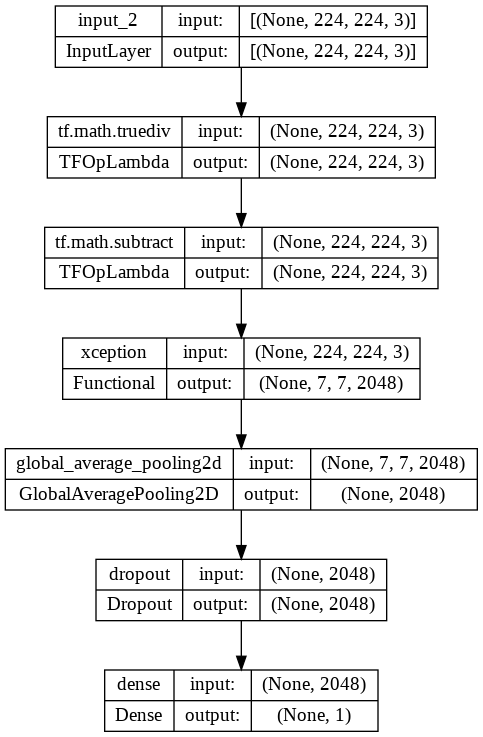 input_2 input: [(None, 224, 224, 3)]
InputLayer output: [(None, 224, 224, 3)]
tf.math.truediv input: (None, 224, 224, 3)
TFOpLambda output: (None, 224, 224, 3)
tf.math.subtract input: (None, 224, 224, 3)
TFOpLambda output: (None, 224, 224, 3)
xception input: (None, 224, 224, 3)
Functional output: (None, 7, 7, 2048)
global_average_pooling2d input: (None, 7, 7, 2048)
GlobalAveragePooling2D output: (None, 2048)
dropout input: (None, 2048)
Dropout output: (None, 2048)
dense input: (None, 2048)
Dense output: (None, 1)